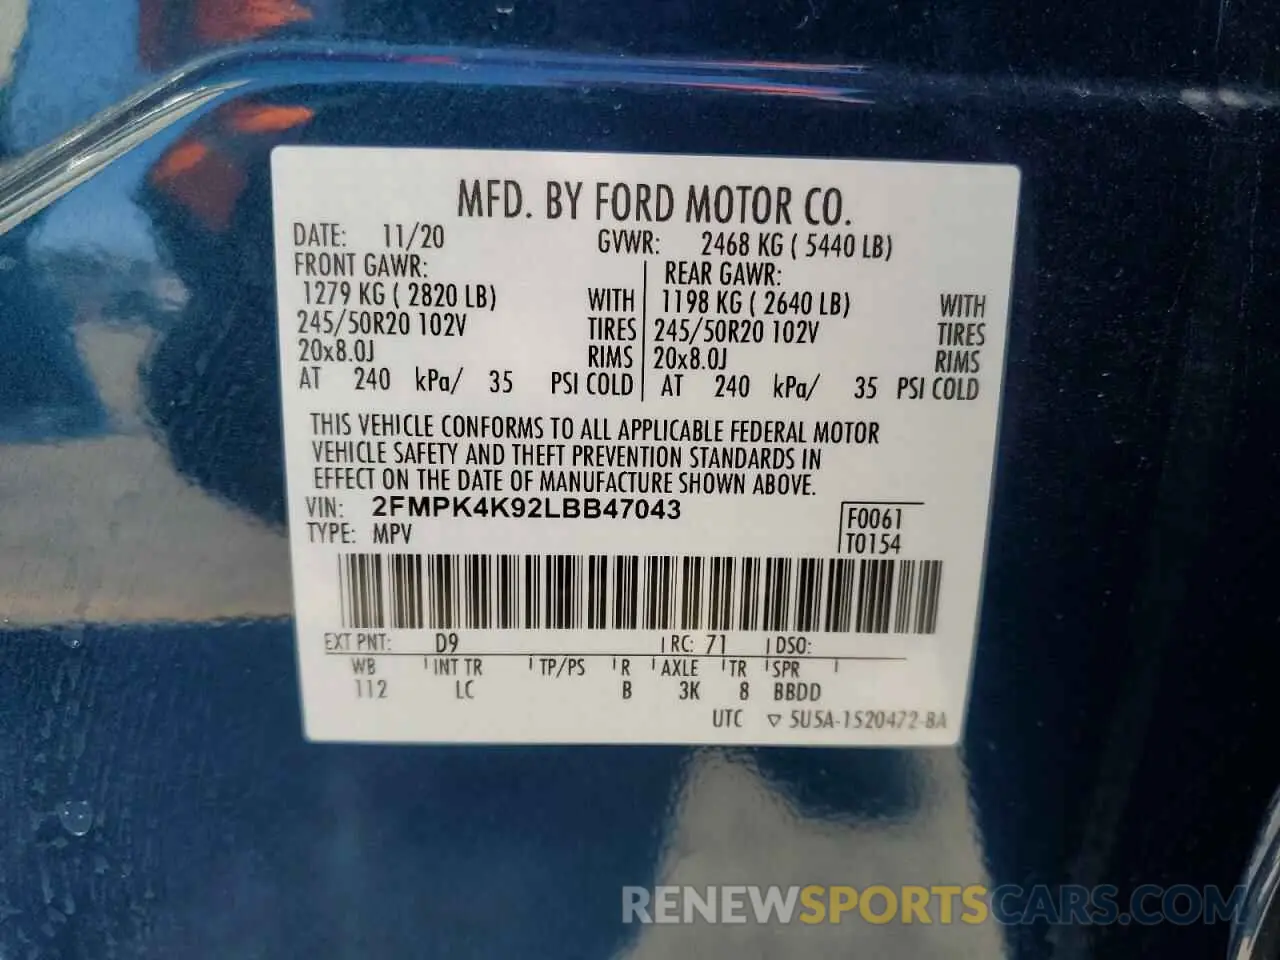 MFD. BY FORD MOTOR CO.
DATE: 11/20 GVWR: 2468 KG ( 5440 LB)
FRONT GAWR: REAR GAWR:
1279 KG ( 2820 LB) WITH 1198 KG ( 2640 LB) WITH
245/50R20 102V TIRES 245/50R20 102V TIRES
20x8.0J RIMS 20x8.0J RIMS
AT 240 kPa/ 35 PSI COLD AT 240 kPa/ 35 PSI COLD
THIS VEHICLE CONFORMS TO ALL APPLICABLE FEDERAL MOTOR
VEHICLE SAFETY AND THEFT PREVENTION STANDARDS IN
EFFECT ON THE DATE OF MANUFACTURE SHOWN ABOVE.
VIN: 2FMPK4K92LBB47043
TYPE: MPV
F0061
T0154
EXT PNT: D9 RC: 71 DSO:
WB INT TR TP/PS R AXLE TR SPR
112 LC B 3K 8 BBDD
UTC ▽ 5U5A-1520472-BA
RENEWSPORTSCARS.COM